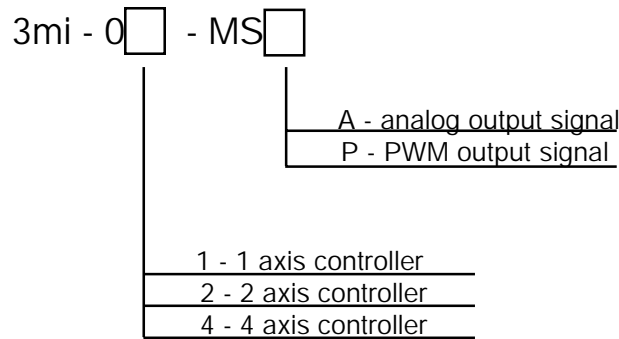 3mi - 0 - MS
A - analog output signal
P - PWM output signal
1 - 1 axis controller
2 - 2 axis controller
4 - 4 axis controller